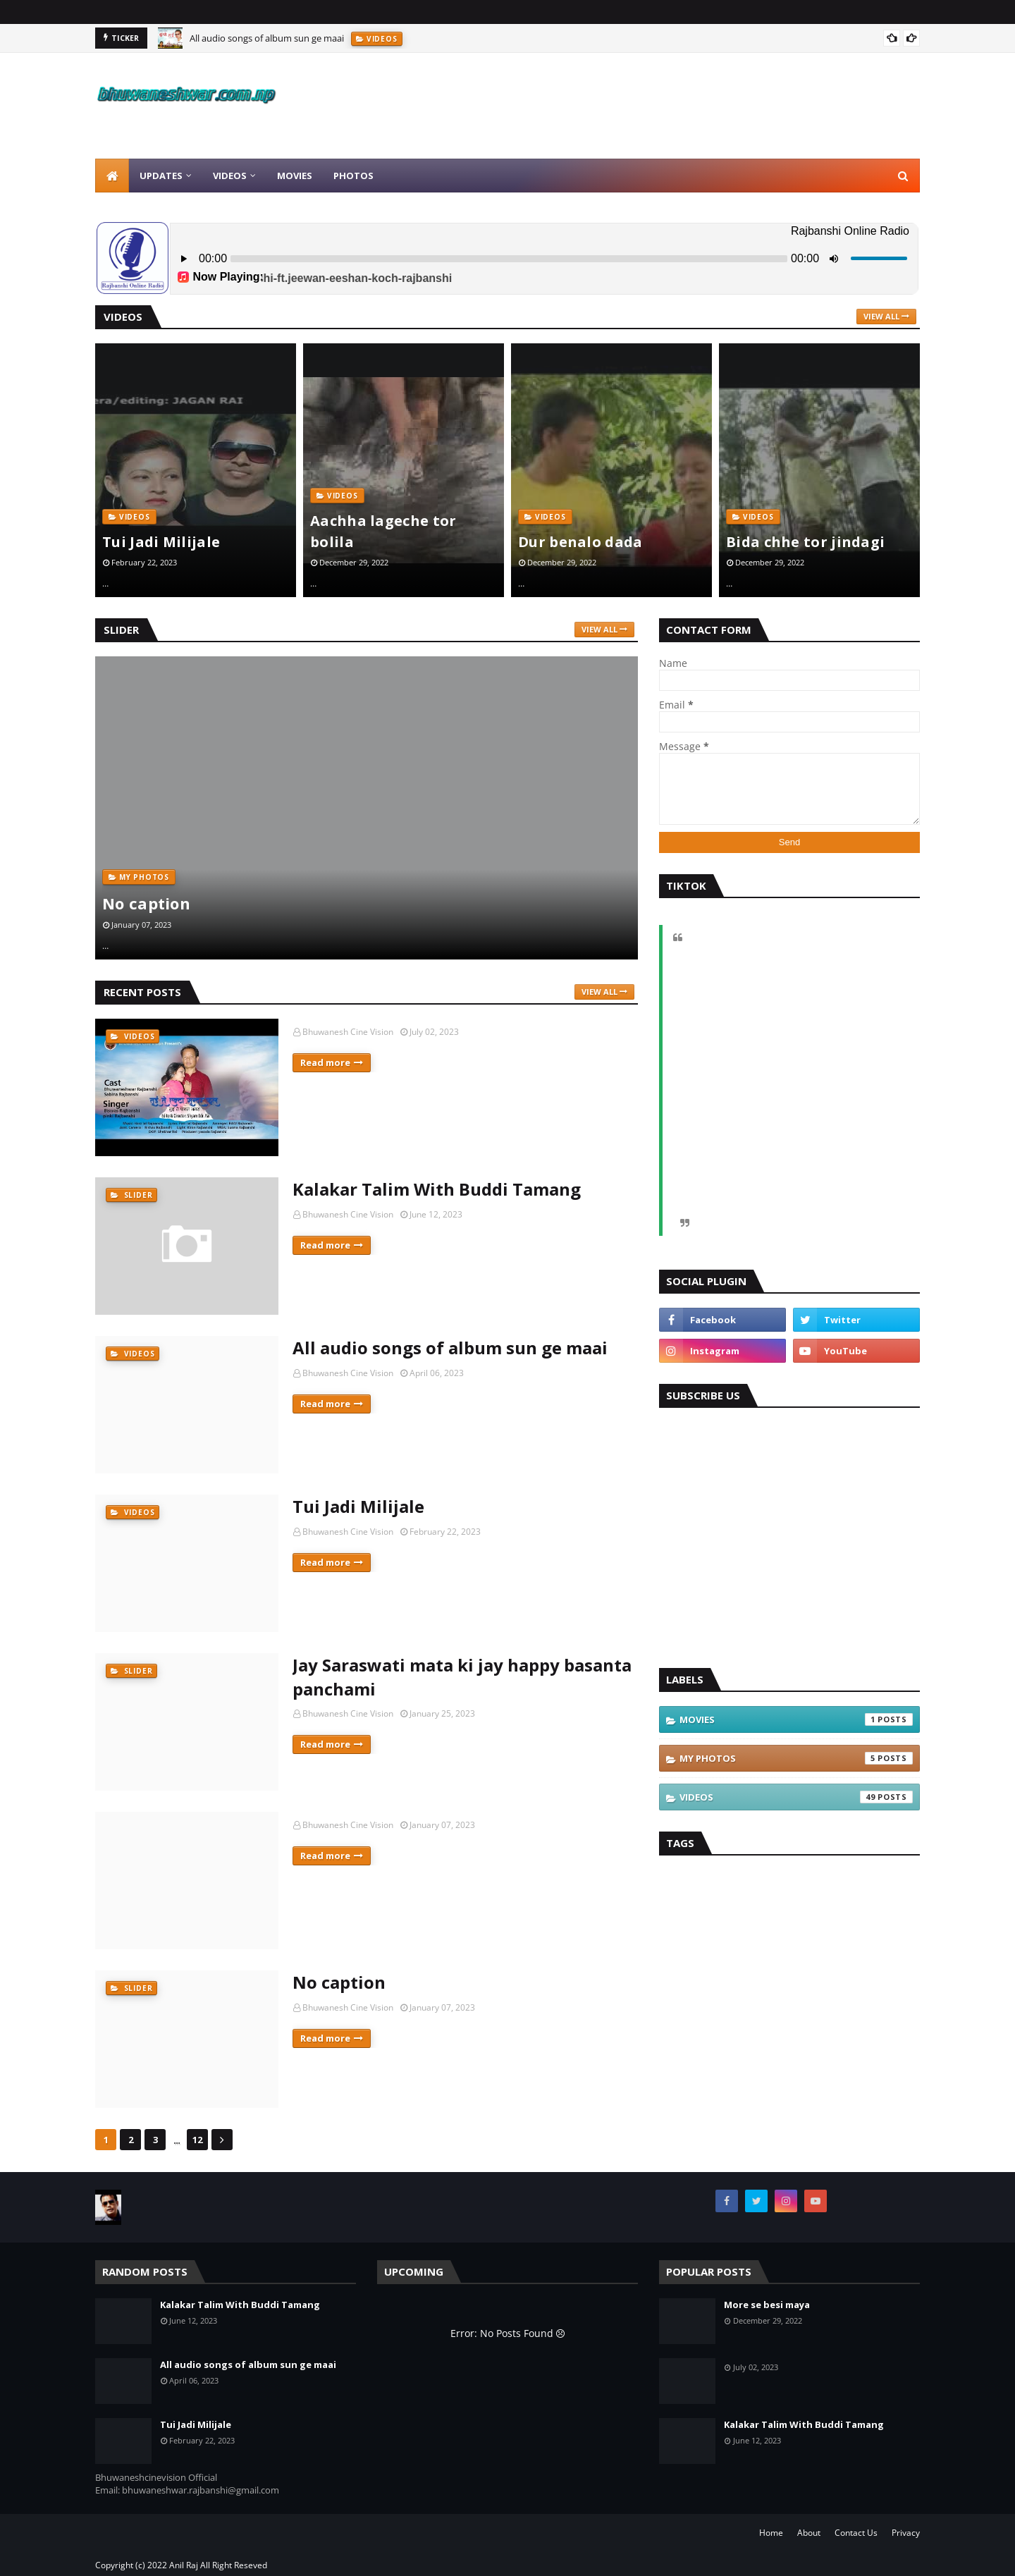 TICKER
All audio songs of album sun ge maai VIDEOS
bhuwaneshwar.com.np
UPDATES VIDEOS MOVIES PHOTOS
Rajbanshi Online Radio
00:00 00:00
Rajbanshi Online Radio
Now Playing: hi-ft.jeewan-eeshan-koch-rajbanshi
VIDEOS
VIEW ALL
era/editing: JAGAN RAI
VIDEOS
Tui Jadi Milijale
February 22, 2023
...
VIDEOS
Aachha lageche tor bolila
December 29, 2022
...
VIDEOS
Dur benalo dada
December 29, 2022
...
VIDEOS
Bida chhe tor jindagi
December 29, 2022
...
SLIDER
VIEW ALL
MY PHOTOS
No caption
January 07, 2023
...
CONTACT FORM
Name
Email *
Message *
Send
TIKTOK
RECENT POSTS
VIEW ALL
VIDEOS
Cast
Singer
Bhuwanesh Cine Vision July 02, 2023
Read more
SLIDER
Kalakar Talim With Buddi Tamang
Bhuwanesh Cine Vision June 12, 2023
Read more
VIDEOS
All audio songs of album sun ge maai
Bhuwanesh Cine Vision April 06, 2023
Read more
VIDEOS
Tui Jadi Milijale
Bhuwanesh Cine Vision February 22, 2023
Read more
SLIDER
Jay Saraswati mata ki jay happy basanta
panchami
Bhuwanesh Cine Vision January 25, 2023
Read more
Bhuwanesh Cine Vision January 07, 2023
Read more
SLIDER
No caption
Bhuwanesh Cine Vision January 07, 2023
Read more
1 2 3 ... 12
SOCIAL PLUGIN
Facebook
Twitter
Instagram
YouTube
SUBSCRIBE US
LABELS
MOVIES 1 POSTS
MY PHOTOS 5 POSTS
VIDEOS 49 POSTS
TAGS
RANDOM POSTS
Kalakar Talim With Buddi Tamang
June 12, 2023
All audio songs of album sun ge maai
April 06, 2023
Tui Jadi Milijale
February 22, 2023
Bhuwaneshcinevision Official
Email: bhuwaneshwar.rajbanshi@gmail.com
UPCOMING
Error: No Posts Found
POPULAR POSTS
More se besi maya
December 29, 2022
July 02, 2023
Kalakar Talim With Buddi Tamang
June 12, 2023
Home About Contact Us Privacy
Copyright (c) 2022 Anil Raj All Right Reseved